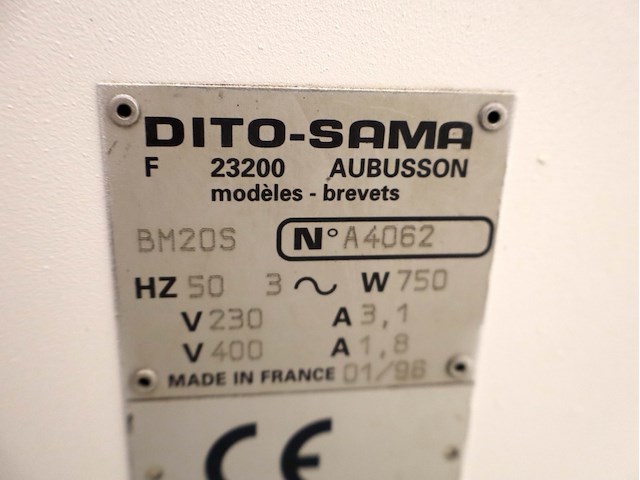 DITO-SAMA
F 23200 AUBUSSON
modèles - brevets
BM20S N° A4062
HZ 50 3 ~ W 750
V 230 A 3,1
V 400 A 1,8
MADE IN FRANCE 01/96
CE